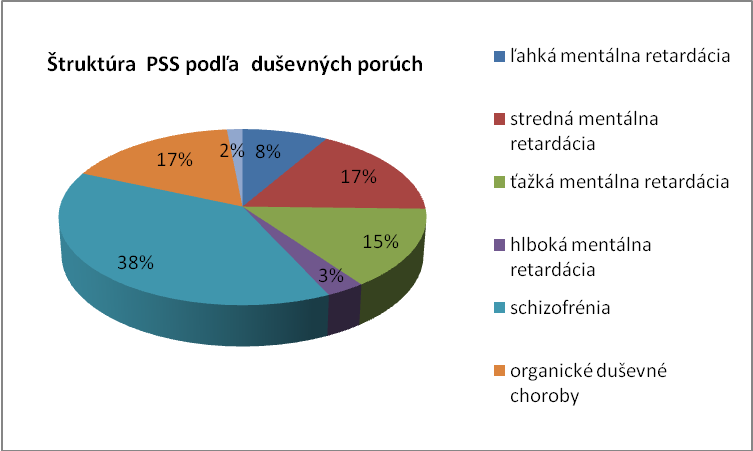 Štruktúra PSS podľa duševných porúch
8%
17%
15%
3%
38%
17%
2%
ľahká mentálna retardácia
stredná mentálna
retardácia
ťažká mentálna retardácia
hlboká mentálna
retardácia
schizofrénia
organické duševné
choroby